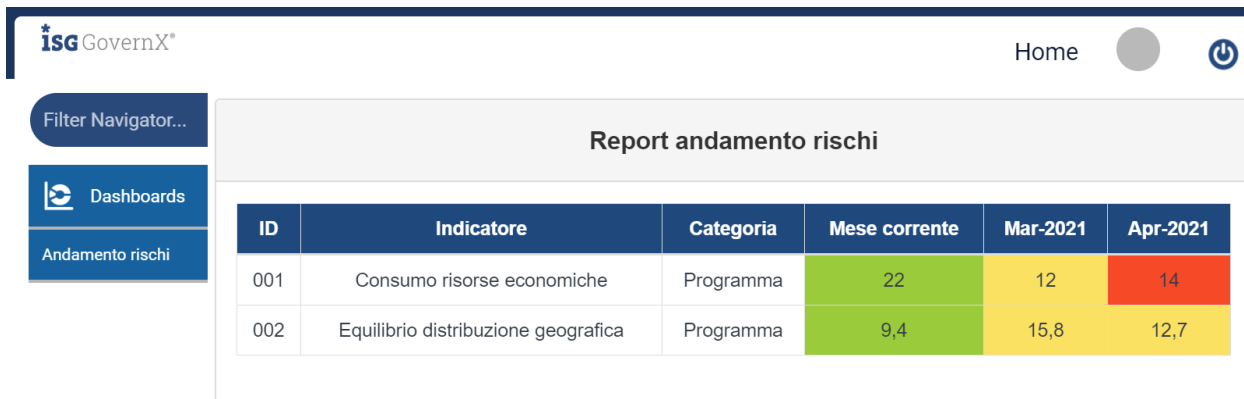 isG GovernX®
Home
Filter Navigator...
Report andamento rischi
Dashboards
Andamento rischi
ID Indicatore Categoria Mese corrente Mar-2021 Apr-2021
001 Consumo risorse economiche Programma 22 12 14
002 Equilibrio distribuzione geografica Programma 9,4 15,8 12,7